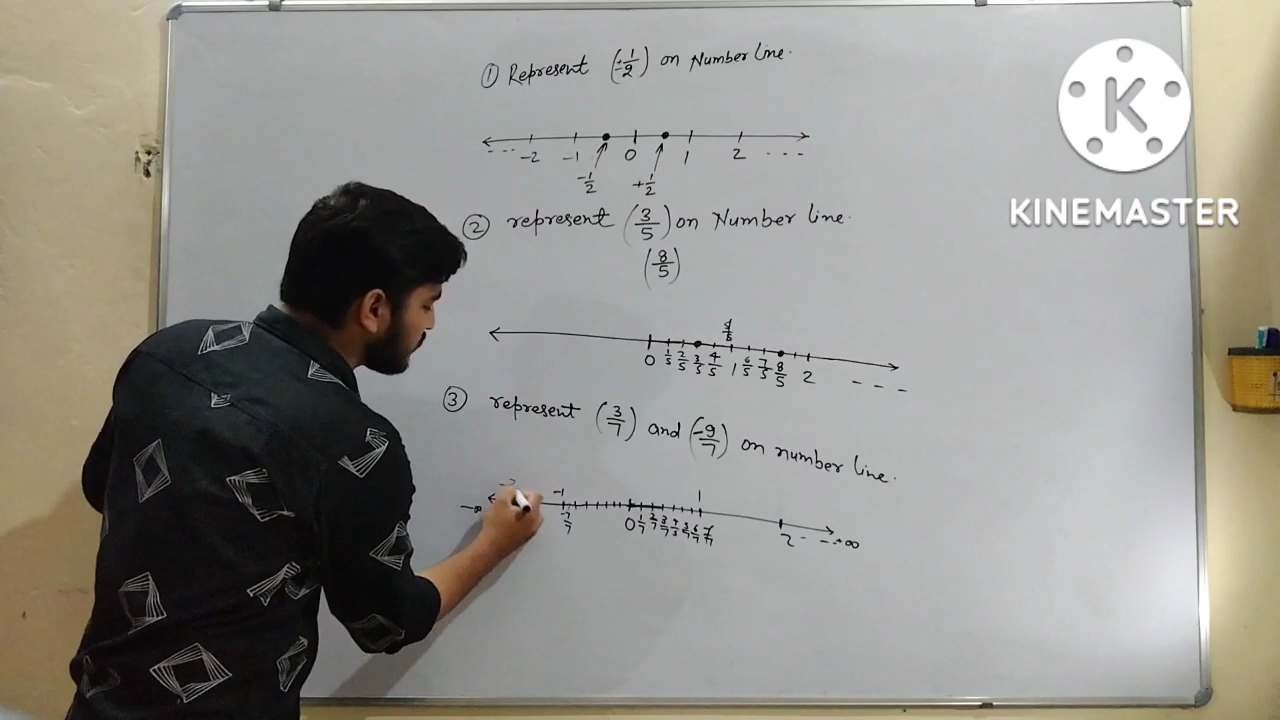 ① Represent (±1/2) on Number line.
- - ... -2 -1 0 1 2 ...
-1/2 +1/2
② represent (3/5) on Number line.
(8/5)
5/5
0 1/5 2/5 3/5 4/5 1 6/5 7/5 8/5 2 - - -
③ represent (3/7) and (-9/7) on number line.
-1 1
-∞ -7/7 0 1/7 2/7 3/7 4/7 5/7 6/7 7/7 2 - - +∞
K
KINEMASTER